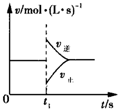 v/mol·(L·s)⁻¹
v逆
v正
0
t₁
t/s